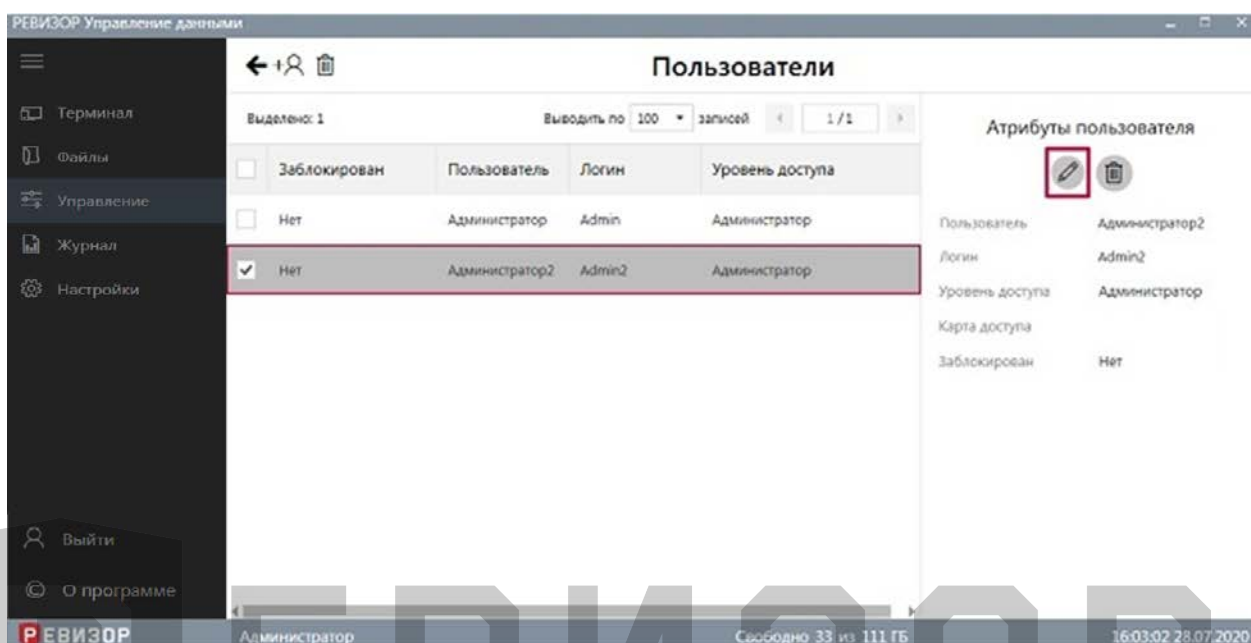 РЕВИЗОР Управление данными
Пользователи
Терминал
Файлы
Управление
Журнал
Настройки
Выйти
О программе
Выделено: 1
Выводить по 100 записей 1/1
Заблокирован Пользователь Логин Уровень доступа
Нет Администратор Admin Администратор
Нет Администратор2 Admin2 Администратор
Атрибуты пользователя
Пользователь Администратор2
Логин Admin2
Уровень доступа Администратор
Карта доступа
Заблокирован Нет
РЕВИЗОР
Администратор
Свободно 33 из 111 ГБ
16:03:02 28.07.2020
РЕВИЗОР